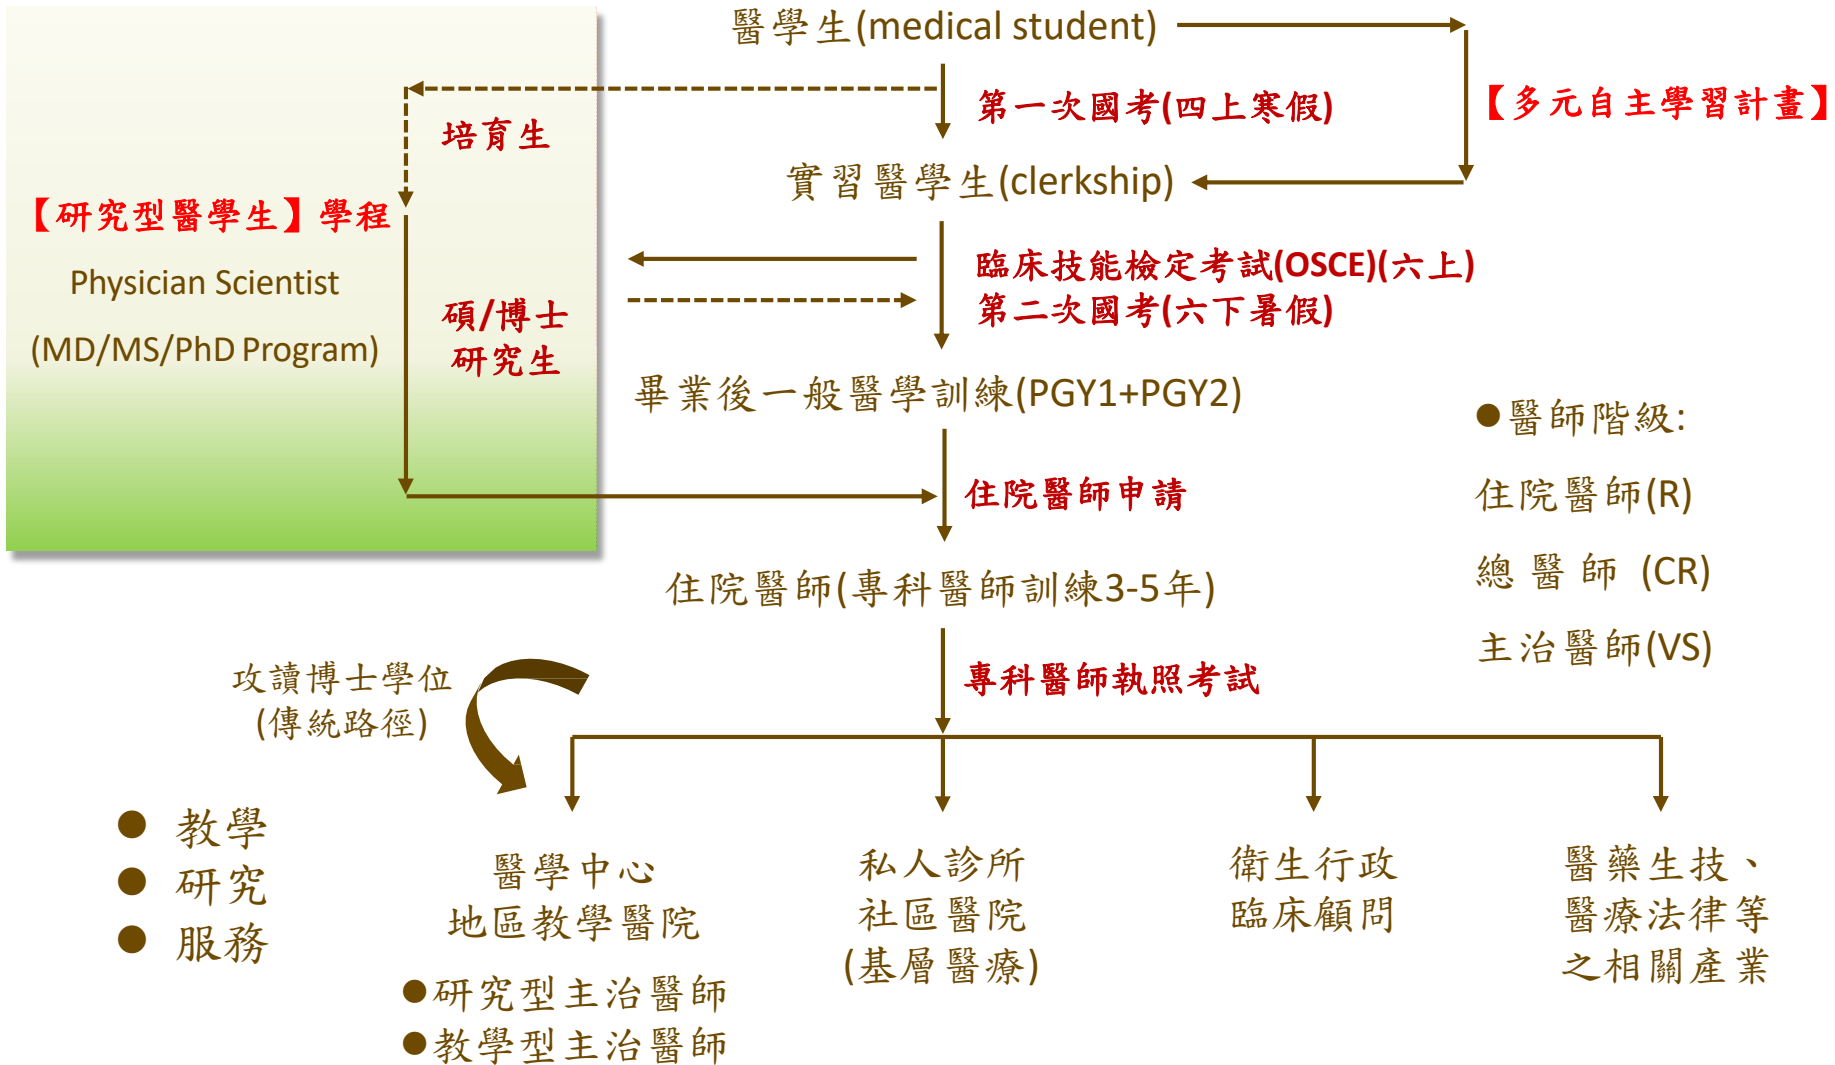 醫學生(medical student)
第一次國考(四上寒假)
【多元自主學習計畫】
培育生
實習醫學生(clerkship)
【研究型醫學生】學程
Physician Scientist
(MD/MS/PhD Program)
碩/博士
研究生
臨床技能檢定考試(OSCE)(六上)
第二次國考(六下暑假)
畢業後一般醫學訓練(PGY1+PGY2)
住院醫師申請
●醫師階級:
住院醫師(R)
總醫師 (CR)
主治醫師(VS)
住院醫師(專科醫師訓練3-5年)
專科醫師執照考試
攻讀博士學位
(傳統路徑)
● 教學
● 研究
● 服務
醫學中心
地區教學醫院
●研究型主治醫師
●教學型主治醫師
私人診所
社區醫院
(基層醫療)
衛生行政
臨床顧問
醫藥生技、
醫療法律等
之相關產業